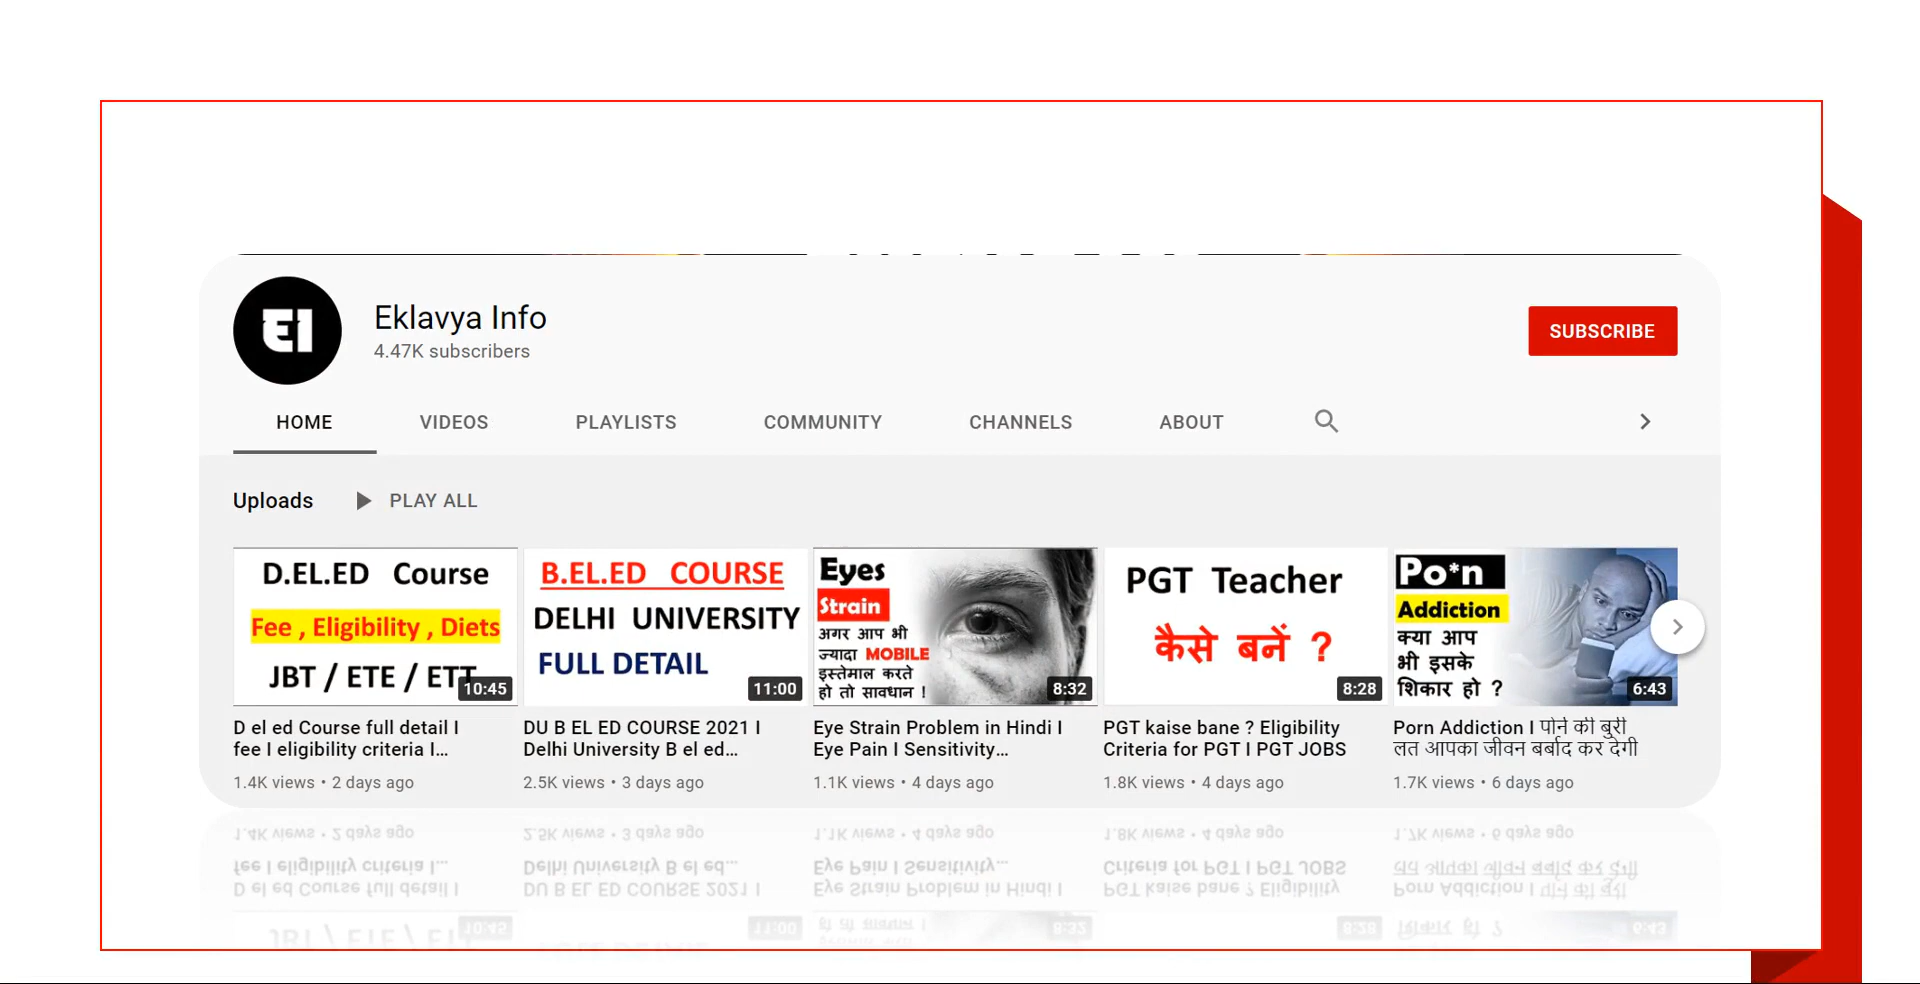 EI
Eklavya Info
4.47K subscribers
SUBSCRIBE
HOME VIDEOS PLAYLISTS COMMUNITY CHANNELS ABOUT
Uploads PLAY ALL
D.EL.ED Course
Fee , Eligibility , Diets
JBT / ETE / ETT
10:45
D el ed Course full detail I
fee I eligibility criteria I...
1.4K views • 2 days ago
B.EL.ED COURSE
DELHI UNIVERSITY
FULL DETAIL
11:00
DU B EL ED COURSE 2021 I
Delhi University B el ed...
2.5K views • 3 days ago
Eyes
Strain
अगर आप भी
ज्यादा MOBILE
इस्तेमाल करते
हो तो सावधान !
8:32
Eye Strain Problem in Hindi I
Eye Pain I Sensitivity...
1.1K views • 4 days ago
PGT Teacher
कैसे बनें ?
8:28
PGT kaise bane ? Eligibility
Criteria for PGT I PGT JOBS
1.8K views • 4 days ago
Po*n
Addiction
क्या आप
भी इसके
शिकार हो ?
6:43
Porn Addiction I पोर्न की बुरी
लत आपका जीवन बर्बाद कर देगी
1.7K views • 6 days ago